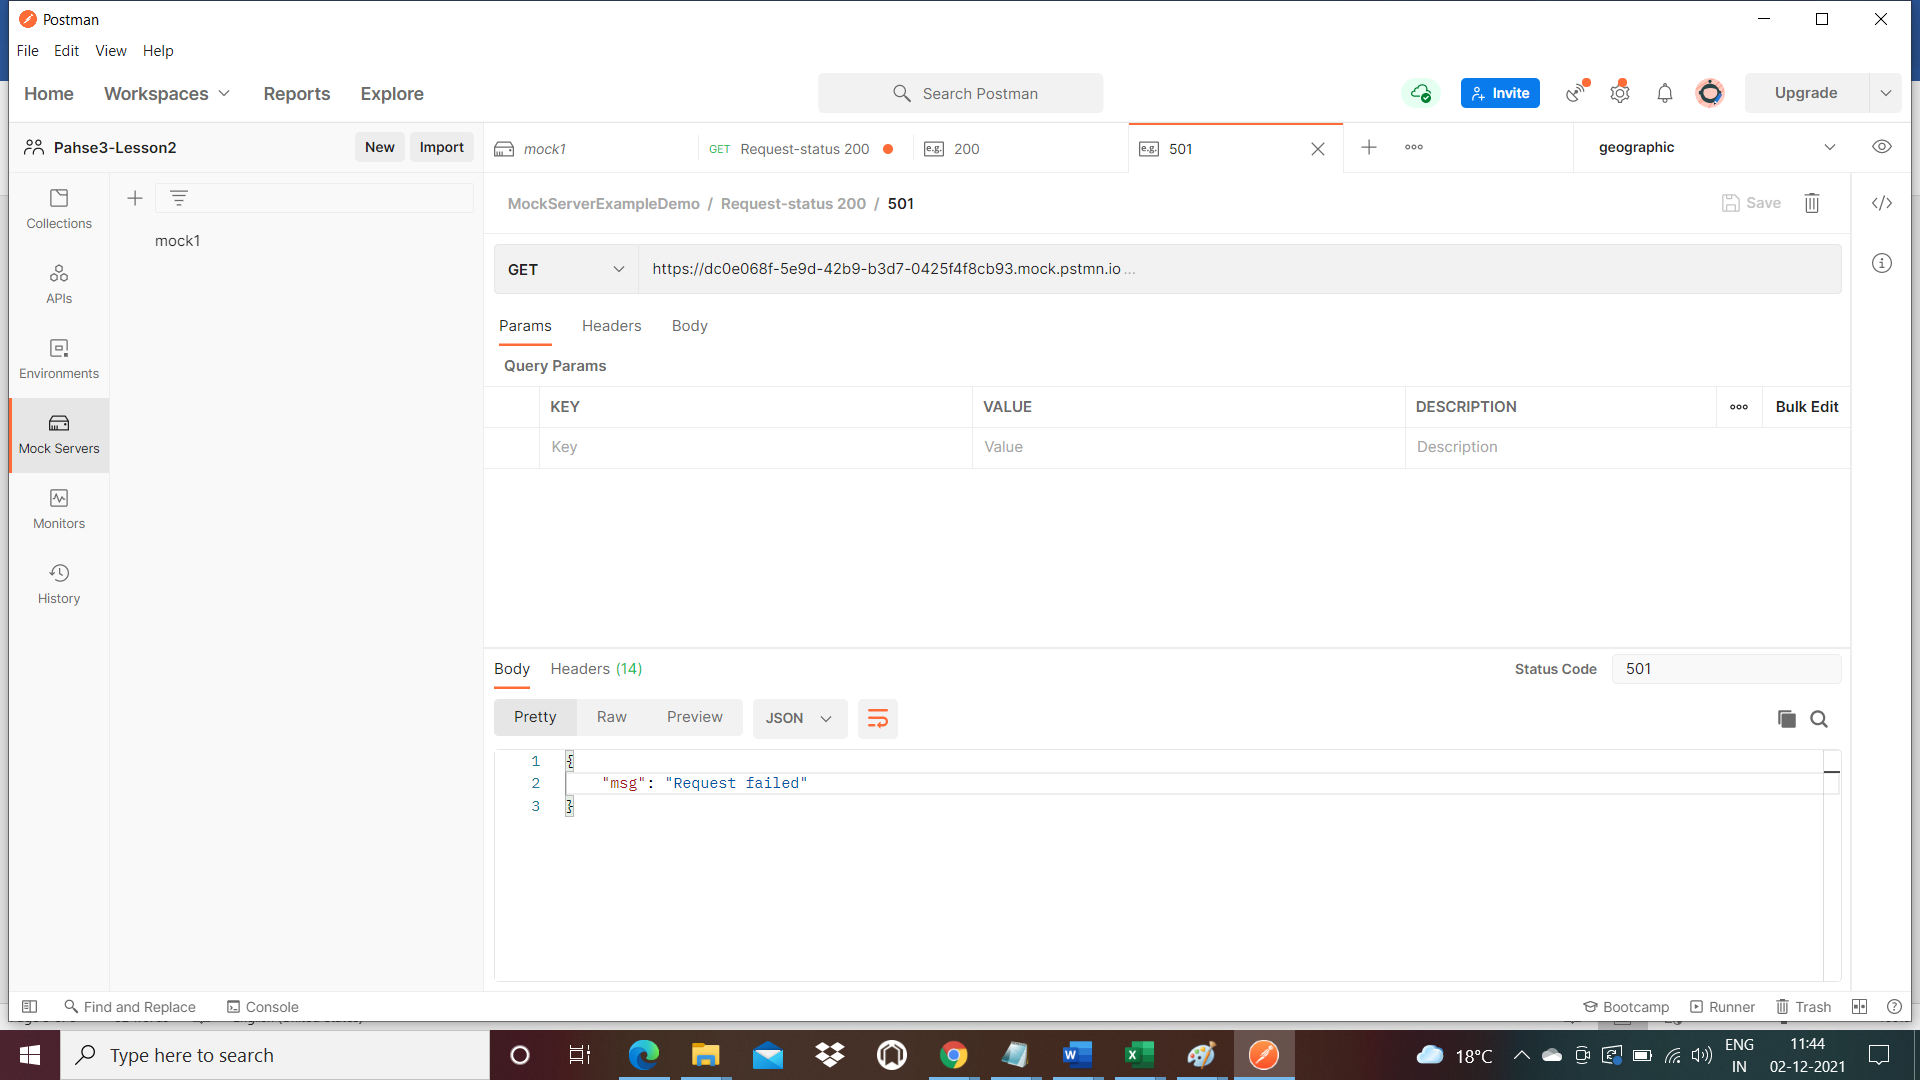 Postman
File Edit View Help
Home Workspaces Reports Explore
Search Postman
Invite
Upgrade
Pahse3-Lesson2
New Import
mock1
GET Request-status 200
e.g. 200
e.g. 501
geographic
Collections
APIs
Environments
Mock Servers
Monitors
History
mock1
MockServerExampleDemo / Request-status 200 / 501
Save
GET
https://dc0e068f-5e9d-42b9-b3d7-0425f4f8cb93.mock.pstmn.io ...
Params Headers Body
Query Params
KEY VALUE DESCRIPTION Bulk Edit
Key Value Description
Body Headers (14)
Status Code 501
Pretty Raw Preview JSON
1 {
2 "msg": "Request failed"
3 }
Find and Replace Console
Bootcamp Runner Trash
Type here to search
18°C
ENG
IN
11:44
02-12-2021